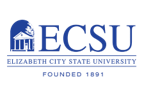 ECSU
ELIZABETH CITY STATE UNIVERSITY
FOUNDED 1891